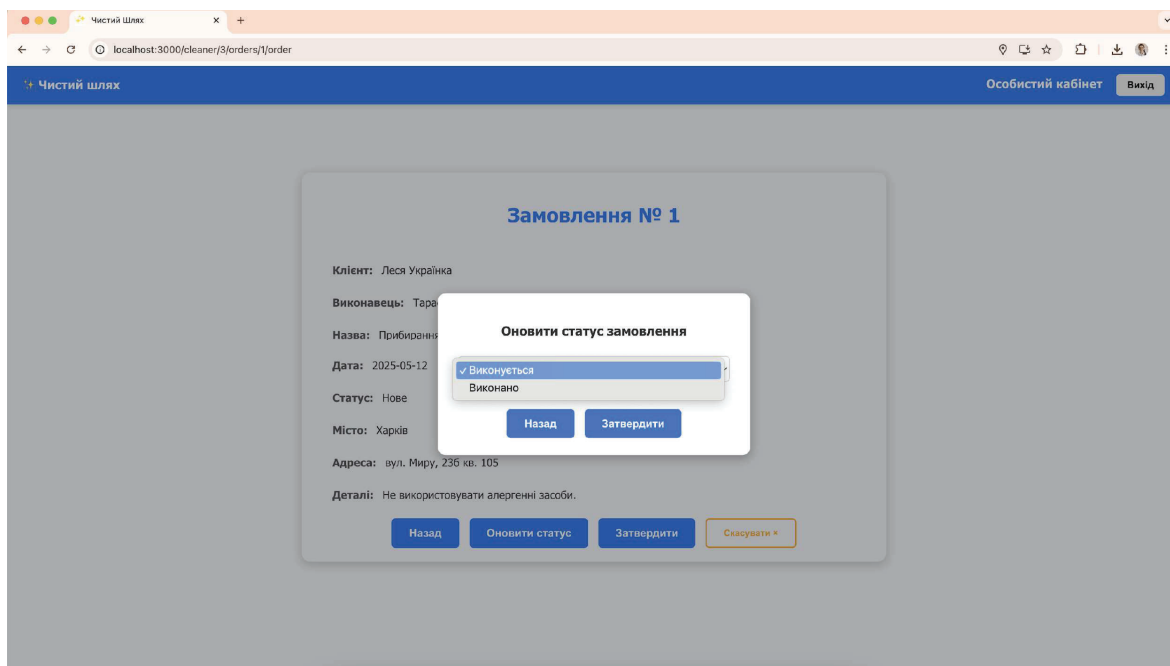 Чистий Шлях
localhost:3000/cleaner/3/orders/1/order
Чистий шлях
Особистий кабінет
Вихід
Замовлення № 1
Клієнт: Леся Українка
Виконавець: Тара
Назва: Прибирання
Дата: 2025-05-12
Статус: Нове
Місто: Харків
Адреса: вул. Миру, 236 кв. 105
Деталі: Не використовувати алергенні засоби.
Назад Оновити статус Затвердити Скасувати ×
Оновити статус замовлення
✓ Виконується
Виконано
Назад Затвердити